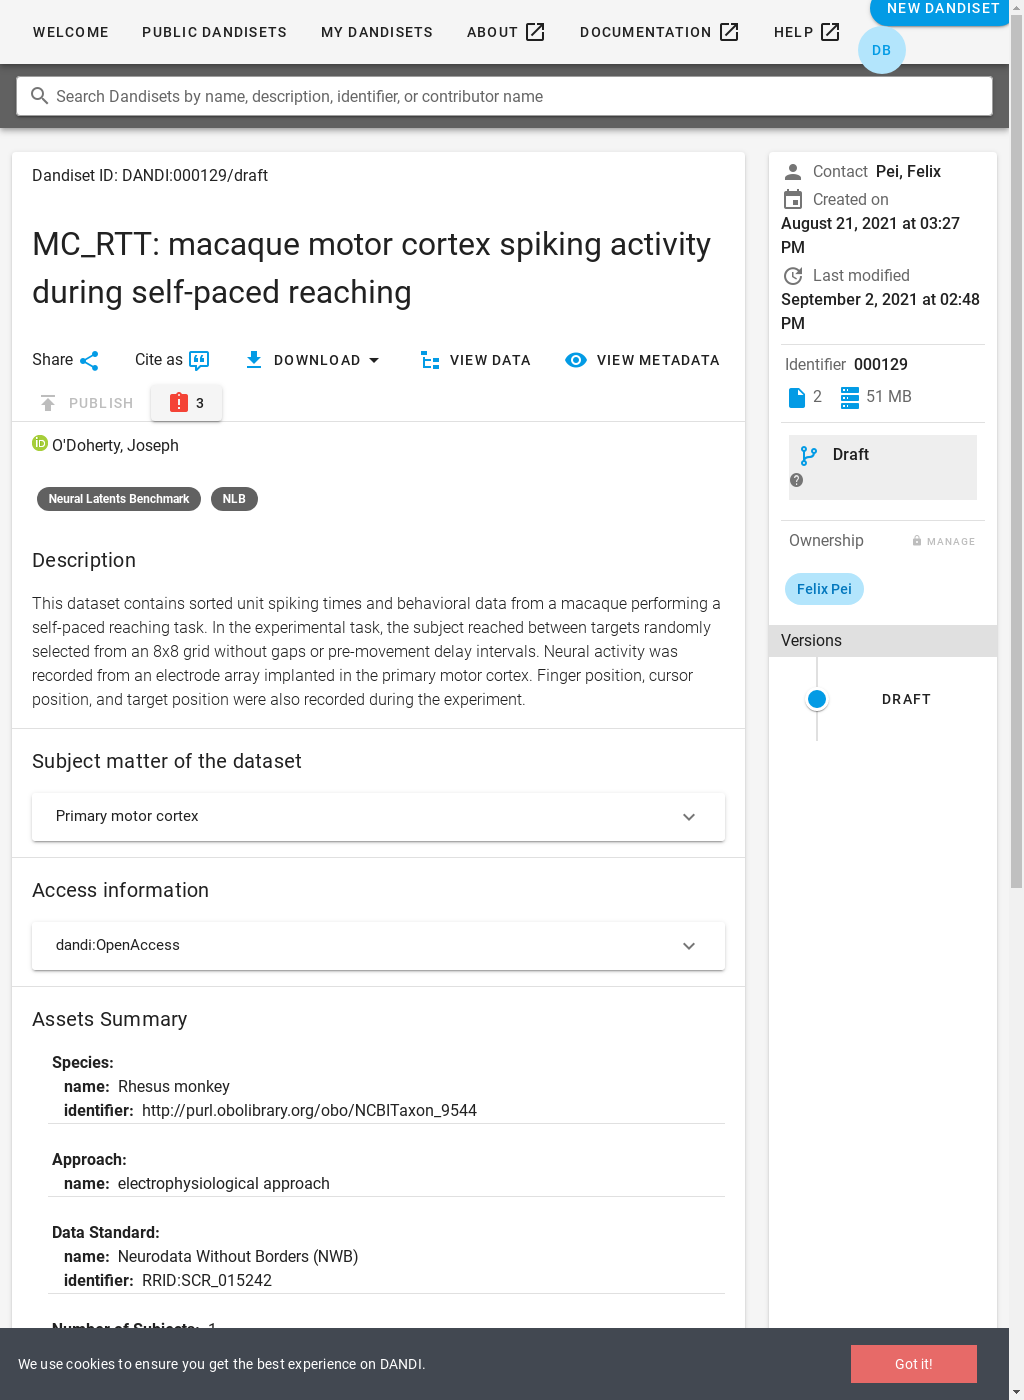 WELCOME PUBLIC DANDISETS MY DANDISETS ABOUT DOCUMENTATION HELP NEW DANDISET
DB
Search Dandisets by name, description, identifier, or contributor name
Dandiset ID: DANDI:000129/draft
MC_RTT: macaque motor cortex spiking activity
during self-paced reaching
Share Cite as DOWNLOAD VIEW DATA VIEW METADATA
PUBLISH 3
O'Doherty, Joseph
Neural Latents Benchmark NLB
Description
This dataset contains sorted unit spiking times and behavioral data from a macaque performing a
self-paced reaching task. In the experimental task, the subject reached between targets randomly
selected from an 8x8 grid without gaps or pre-movement delay intervals. Neural activity was
recorded from an electrode array implanted in the primary motor cortex. Finger position, cursor
position, and target position were also recorded during the experiment.
Subject matter of the dataset
Primary motor cortex
Access information
dandi:OpenAccess
Assets Summary
Species:
name: Rhesus monkey
identifier: http://purl.obolibrary.org/obo/NCBITaxon_9544
Approach:
name: electrophysiological approach
Data Standard:
name: Neurodata Without Borders (NWB)
identifier: RRID:SCR_015242
Number of Subjects: 1
Contact Pei, Felix
Created on
August 21, 2021 at 03:27
PM
Last modified
September 2, 2021 at 02:48
PM
Identifier 000129
2 51 MB
Draft
Ownership MANAGE
Felix Pei
Versions
DRAFT
We use cookies to ensure you get the best experience on DANDI.
Got it!